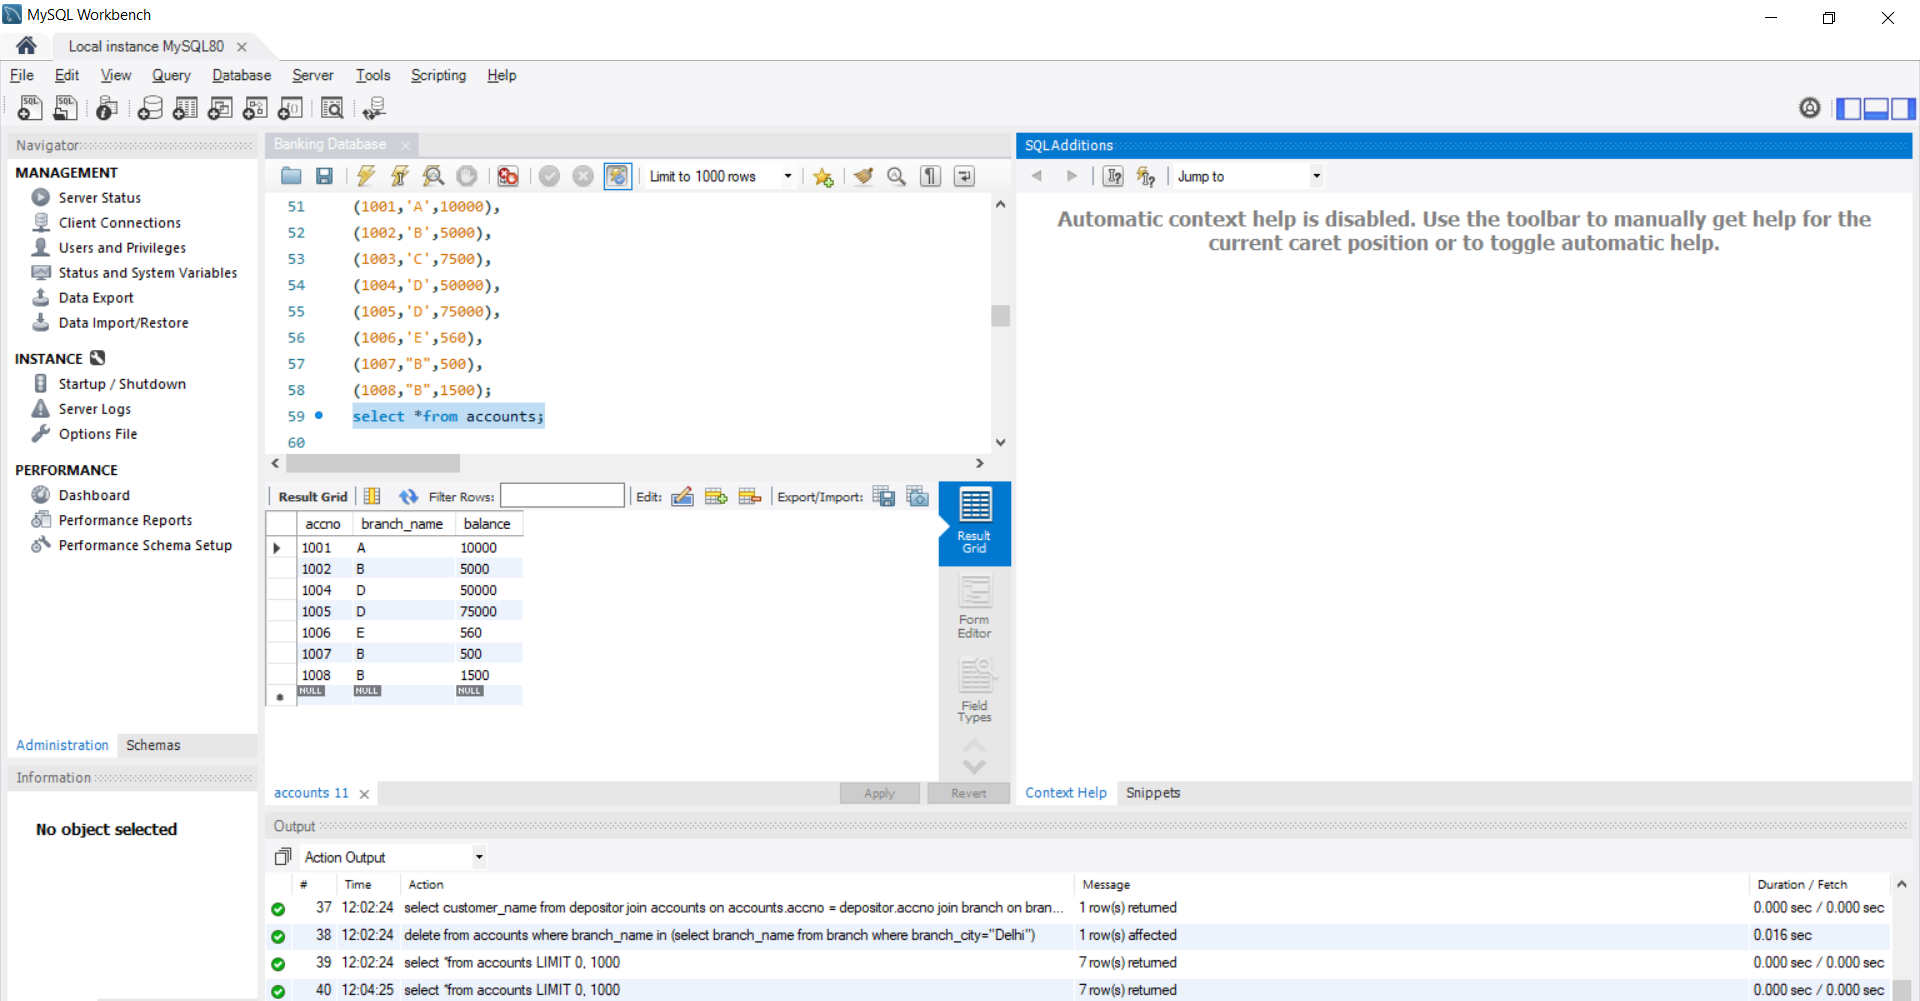 MySQL Workbench
Local instance MySQL80
File Edit View Query Database Server Tools Scripting Help
Navigator
MANAGEMENT
Server Status
Client Connections
Users and Privileges
Status and System Variables
Data Export
Data Import/Restore
INSTANCE
Startup / Shutdown
Server Logs
Options File
PERFORMANCE
Dashboard
Performance Reports
Performance Schema Setup
Administration Schemas
Information
No object selected
Banking Database
Limit to 1000 rows
51 (1001,'A',10000),
52 (1002,'B',5000),
53 (1003,'C',7500),
54 (1004,'D',50000),
55 (1005,'D',75000),
56 (1006,'E',560),
57 (1007,"B",500),
58 (1008,"B",1500);
59 select *from accounts;
60
Result Grid Filter Rows: Edit: Export/Import:
accno branch_name balance
1001 A 10000
1002 B 5000
1004 D 50000
1005 D 75000
1006 E 560
1007 B 500
1008 B 1500
NULL NULL NULL
Result
Grid
Form
Editor
Field
Types
accounts 11 Apply Revert
SQLAdditions
Jump to
Automatic context help is disabled. Use the toolbar to manually get help for the
current caret position or to toggle automatic help.
Context Help Snippets
Output
Action Output
# Time Action Message Duration / Fetch
37 12:02:24 select customer_name from depositor join accounts on accounts.accno = depositor.accno join branch on bran... 1 row(s) returned 0.000 sec / 0.000 sec
38 12:02:24 delete from accounts where branch_name in (select branch_name from branch where branch_city="Delhi") 1 row(s) affected 0.016 sec
39 12:02:24 select *from accounts LIMIT 0, 1000 7 row(s) returned 0.000 sec / 0.000 sec
40 12:04:25 select *from accounts LIMIT 0, 1000 7 row(s) returned 0.000 sec / 0.000 sec